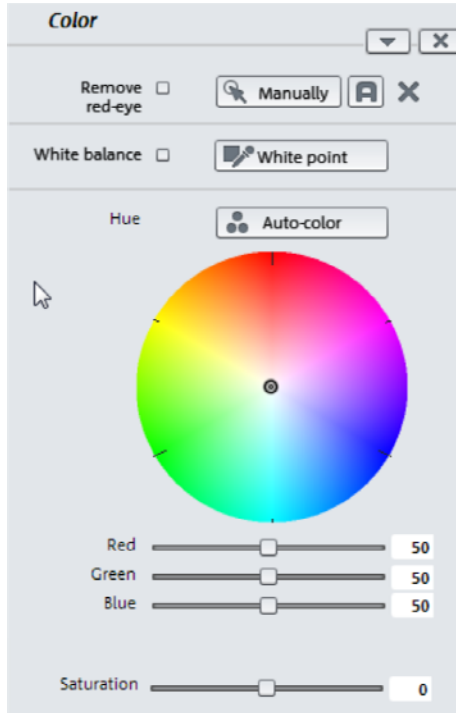 Color
Remove
red-eye
Manually
A
White balance
White point
Hue
Auto-color
Red
50
Green
50
Blue
50
Saturation
0